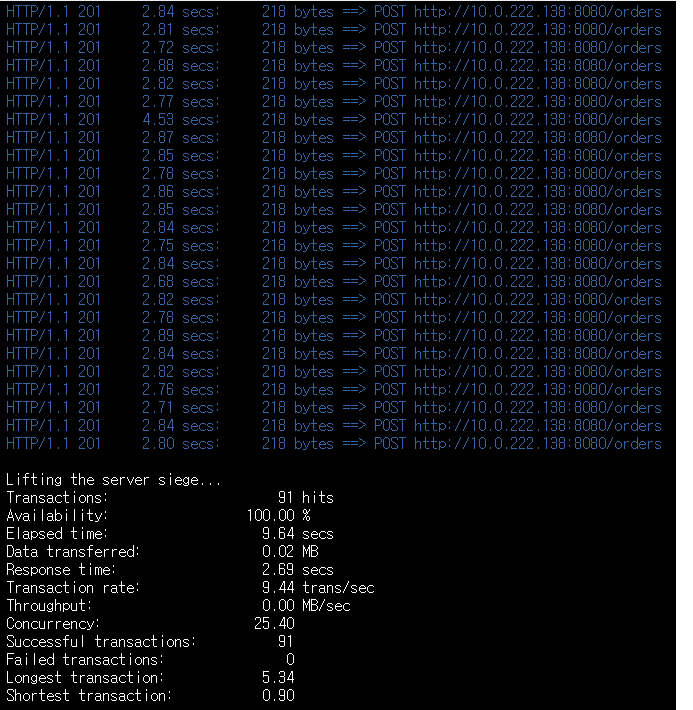 HTTP/1.1 201 2.84 secs: 218 bytes ==> POST http://10.0.222.138:8080/orders
HTTP/1.1 201 2.81 secs: 218 bytes ==> POST http://10.0.222.138:8080/orders
HTTP/1.1 201 2.72 secs: 218 bytes ==> POST http://10.0.222.138:8080/orders
HTTP/1.1 201 2.88 secs: 218 bytes ==> POST http://10.0.222.138:8080/orders
HTTP/1.1 201 2.82 secs: 218 bytes ==> POST http://10.0.222.138:8080/orders
HTTP/1.1 201 2.77 secs: 218 bytes ==> POST http://10.0.222.138:8080/orders
HTTP/1.1 201 4.53 secs: 218 bytes ==> POST http://10.0.222.138:8080/orders
HTTP/1.1 201 2.87 secs: 218 bytes ==> POST http://10.0.222.138:8080/orders
HTTP/1.1 201 2.85 secs: 218 bytes ==> POST http://10.0.222.138:8080/orders
HTTP/1.1 201 2.78 secs: 218 bytes ==> POST http://10.0.222.138:8080/orders
HTTP/1.1 201 2.86 secs: 218 bytes ==> POST http://10.0.222.138:8080/orders
HTTP/1.1 201 2.85 secs: 218 bytes ==> POST http://10.0.222.138:8080/orders
HTTP/1.1 201 2.84 secs: 218 bytes ==> POST http://10.0.222.138:8080/orders
HTTP/1.1 201 2.75 secs: 218 bytes ==> POST http://10.0.222.138:8080/orders
HTTP/1.1 201 2.84 secs: 218 bytes ==> POST http://10.0.222.138:8080/orders
HTTP/1.1 201 2.68 secs: 218 bytes ==> POST http://10.0.222.138:8080/orders
HTTP/1.1 201 2.82 secs: 218 bytes ==> POST http://10.0.222.138:8080/orders
HTTP/1.1 201 2.78 secs: 218 bytes ==> POST http://10.0.222.138:8080/orders
HTTP/1.1 201 2.89 secs: 218 bytes ==> POST http://10.0.222.138:8080/orders
HTTP/1.1 201 2.84 secs: 218 bytes ==> POST http://10.0.222.138:8080/orders
HTTP/1.1 201 2.82 secs: 218 bytes ==> POST http://10.0.222.138:8080/orders
HTTP/1.1 201 2.76 secs: 218 bytes ==> POST http://10.0.222.138:8080/orders
HTTP/1.1 201 2.71 secs: 218 bytes ==> POST http://10.0.222.138:8080/orders
HTTP/1.1 201 2.84 secs: 218 bytes ==> POST http://10.0.222.138:8080/orders
HTTP/1.1 201 2.80 secs: 218 bytes ==> POST http://10.0.222.138:8080/orders
Lifting the server siege...
Transactions: 91 hits
Availability: 100.00 %
Elapsed time: 9.64 secs
Data transferred: 0.02 MB
Response time: 2.69 secs
Transaction rate: 9.44 trans/sec
Throughput: 0.00 MB/sec
Concurrency: 25.40
Successful transactions: 91
Failed transactions: 0
Longest transaction: 5.34
Shortest transaction: 0.90